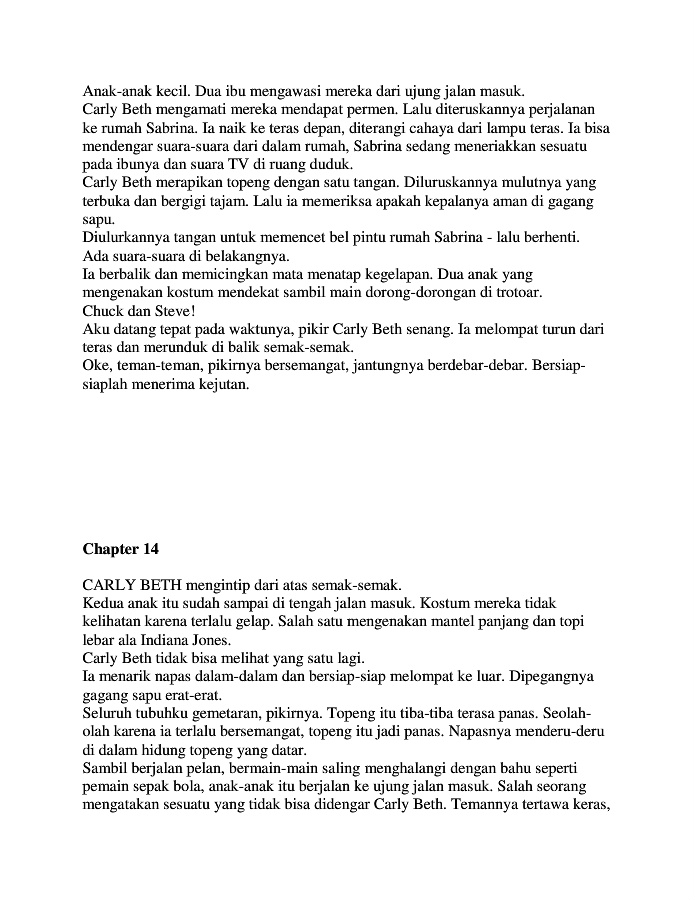 Anak-anak kecil. Dua ibu mengawasi mereka dari ujung jalan masuk.
Carly Beth mengamati mereka mendapat permen. Lalu diteruskannya perjalanan
ke rumah Sabrina. Ia naik ke teras depan, diterangi cahaya dari lampu teras. Ia bisa
mendengar suara-suara dari dalam rumah, Sabrina sedang meneriakkan sesuatu
pada ibunya dan suara TV di ruang duduk.
Carly Beth merapikan topeng dengan satu tangan. Diluruskannya mulutnya yang
terbuka dan bergigi tajam. Lalu ia memeriksa apakah kepalanya aman di gagang
sapu.
Diulurkannya tangan untuk memencet bel pintu rumah Sabrina - lalu berhenti.
Ada suara-suara di belakangnya.
Ia berbalik dan memicingkan mata menatap kegelapan. Dua anak yang
mengenakan kostum mendekat sambil main dorong-dorongan di trotoar.
Chuck dan Steve!
Aku datang tepat pada waktunya, pikir Carly Beth senang. Ia melompat turun dari
teras dan merunduk di balik semak-semak.
Oke, teman-teman, pikirnya bersemangat, jantungnya berdebar-debar. Bersiap-
siaplah menerima kejutan.
Chapter 14
CARLY BETH mengintip dari atas semak-semak.
Kedua anak itu sudah sampai di tengah jalan masuk. Kostum mereka tidak
kelihatan karena terlalu gelap. Salah satu mengenakan mantel panjang dan topi
lebar ala Indiana Jones.
Carly Beth tidak bisa melihat yang satu lagi.
Ia menarik napas dalam-dalam dan bersiap-siap melompat ke luar. Dipegangnya
gagang sapu erat-erat.
Seluruh tubuhku gemetaran, pikirnya. Topeng itu tiba-tiba terasa panas. Seolah-
olah karena ia terlalu bersemangat, topeng itu jadi panas. Napasnya menderu-deru
di dalam hidung topeng yang datar.
Sambil berjalan pelan, bermain-main saling menghalangi dengan bahu seperti
pemain sepak bola, anak-anak itu berjalan ke ujung jalan masuk. Salah seorang
mengatakan sesuatu yang tidak bisa didengar Carly Beth. Temannya tertawa keras,